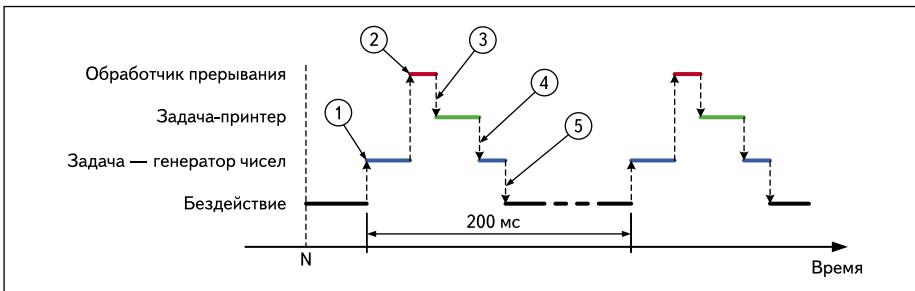 2
3
Обработчик прерывания
4
Задача-принтер
1
5
Задача — генератор чисел
Бездействие
200 мс
N
Время